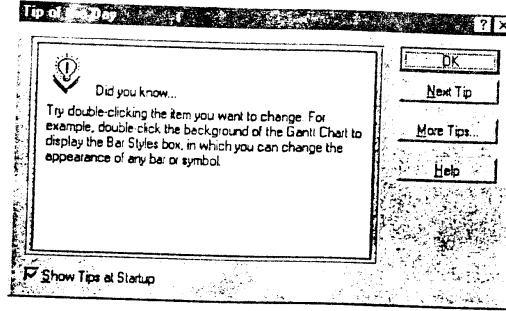 Tip of the Day
OK
Did you know...
Next Tip
Try double-clicking the item you want to change. For
example, double click the background of the Gantt Chart to
display the Bar Styles box, in which you can change the
appearance of any bar or symbol.
More Tips...
Help
Show Tips at Startup